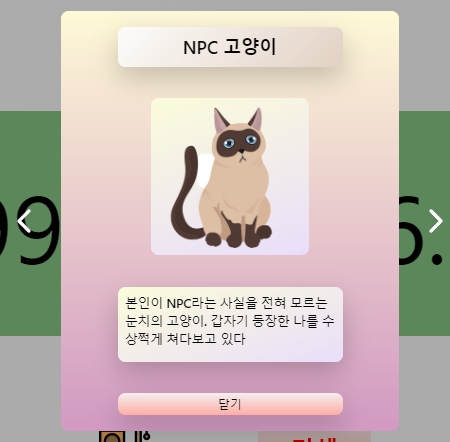 NPC 고양이
99
6.
본인이 NPC라는 사실을 전혀 모르는
눈치의 고양이. 갑자기 등장한 나를 수
상쩍게 쳐다보고 있다
닫기